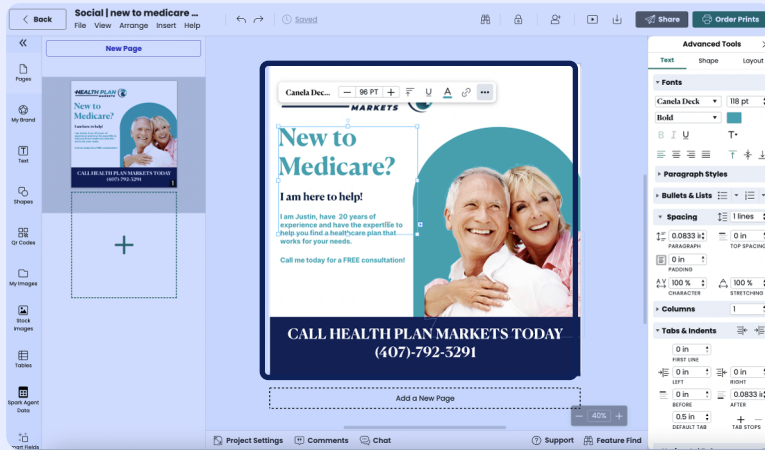 Back
Social | new to medicare ...
File View Arrange Insert Help
Saved
Share
Order Prints
New Page
Pages
My Brand
Text
Shapes
Qr Codes
My Images
Stock
Images
Tables
Spark Agent
Data
Smart Fields
HEALTH PLAN
MARKETS
New to
Medicare?
I am here to help!
CALL HEALTH PLAN MARKETS TODAY
(407)-792-5291
1
Canela Dec...
96 PT
MARKETS
New to
Medicare?
I am here to help!
I am Justin, have 20 years of
experience and have the expertise to
help you find a healthcare plan that
works for your needs.
Call me today for a FREE consultation!
CALL HEALTH PLAN MARKETS TODAY
(407)-792-5291
Add a New Page
40%
Project Settings
Comments
Chat
Support
Feature Find
Advanced Tools
Text
Shape
Layout
Fonts
Canela Deck
118 pt
Bold
B I U
T
Paragraph Styles
Bullets & Lists
Spacing
1 lines
0.0833 in
0 in
PARAGRAPH
TOP SPACING
0 in
PADDING
100 %
100 %
CHARACTER
STRETCHING
Columns
1
Tabs & Indents
0 in
FIRST LINE
0 in
0 in
LEFT
RIGHT
0 in
0.0833 in
BEFORE
AFTER
0.5 in
DEFAULT TAB
TAB STOPS